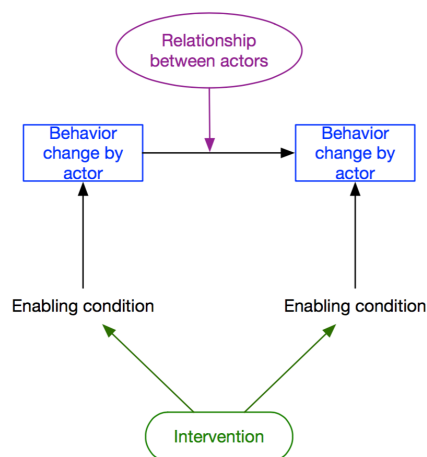 Relationship
between actors
Behavior
change by
actor
Behavior
change by
actor
Enabling condition
Enabling condition
Intervention